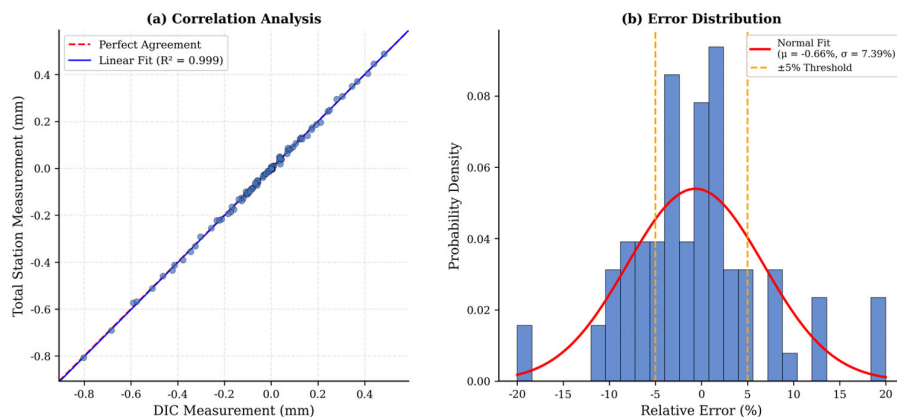 (a) Correlation Analysis
Perfect Agreement
Linear Fit (R² = 0.999)
Total Station Measurement (mm)
0.4
0.2
0.0
-0.2
-0.4
-0.6
-0.8
-0.8 -0.6 -0.4 -0.2 0.0 0.2 0.4
DIC Measurement (mm)
(b) Error Distribution
Normal Fit
(μ = -0.66%, σ = 7.39%)
±5% Threshold
Probability Density
0.08
0.06
0.04
0.02
0.00
-20 -15 -10 -5 0 5 10 15 20
Relative Error (%)